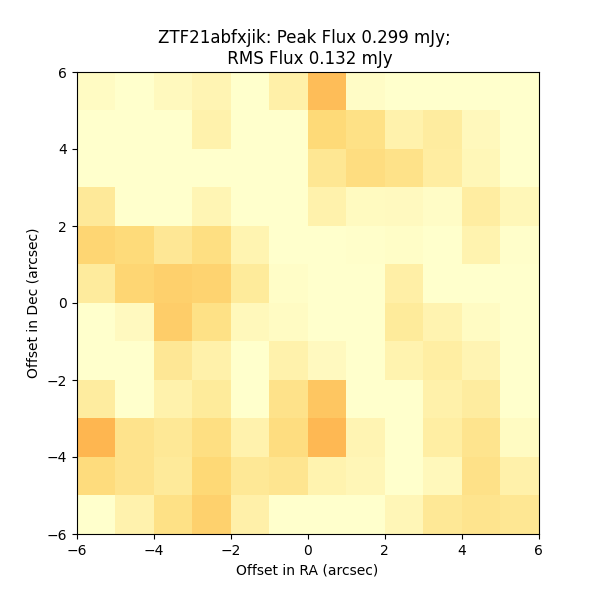 ZTF21abfxjik: Peak Flux 0.299 mJy;
RMS Flux 0.132 mJy
6
4
2
0
−2
−4
−6
Offset in Dec (arcsec)
−6 −4 −2 0 2 4 6
Offset in RA (arcsec)